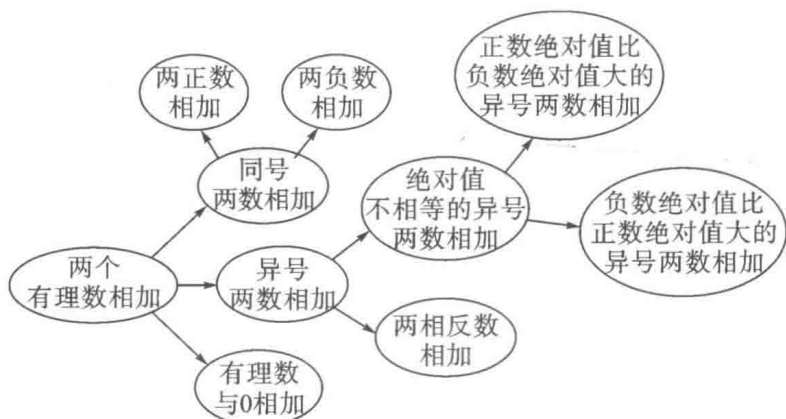 正数绝对值比
负数绝对值大的
异号两数相加
两正数
相加
两负数
相加
同号
两数相加
绝对值
不相等的异号
两数相加
负数绝对值比
正数绝对值大的
异号两数相加
两个
有理数相加
异号
两数相加
两相反数
相加
有理数
与0相加